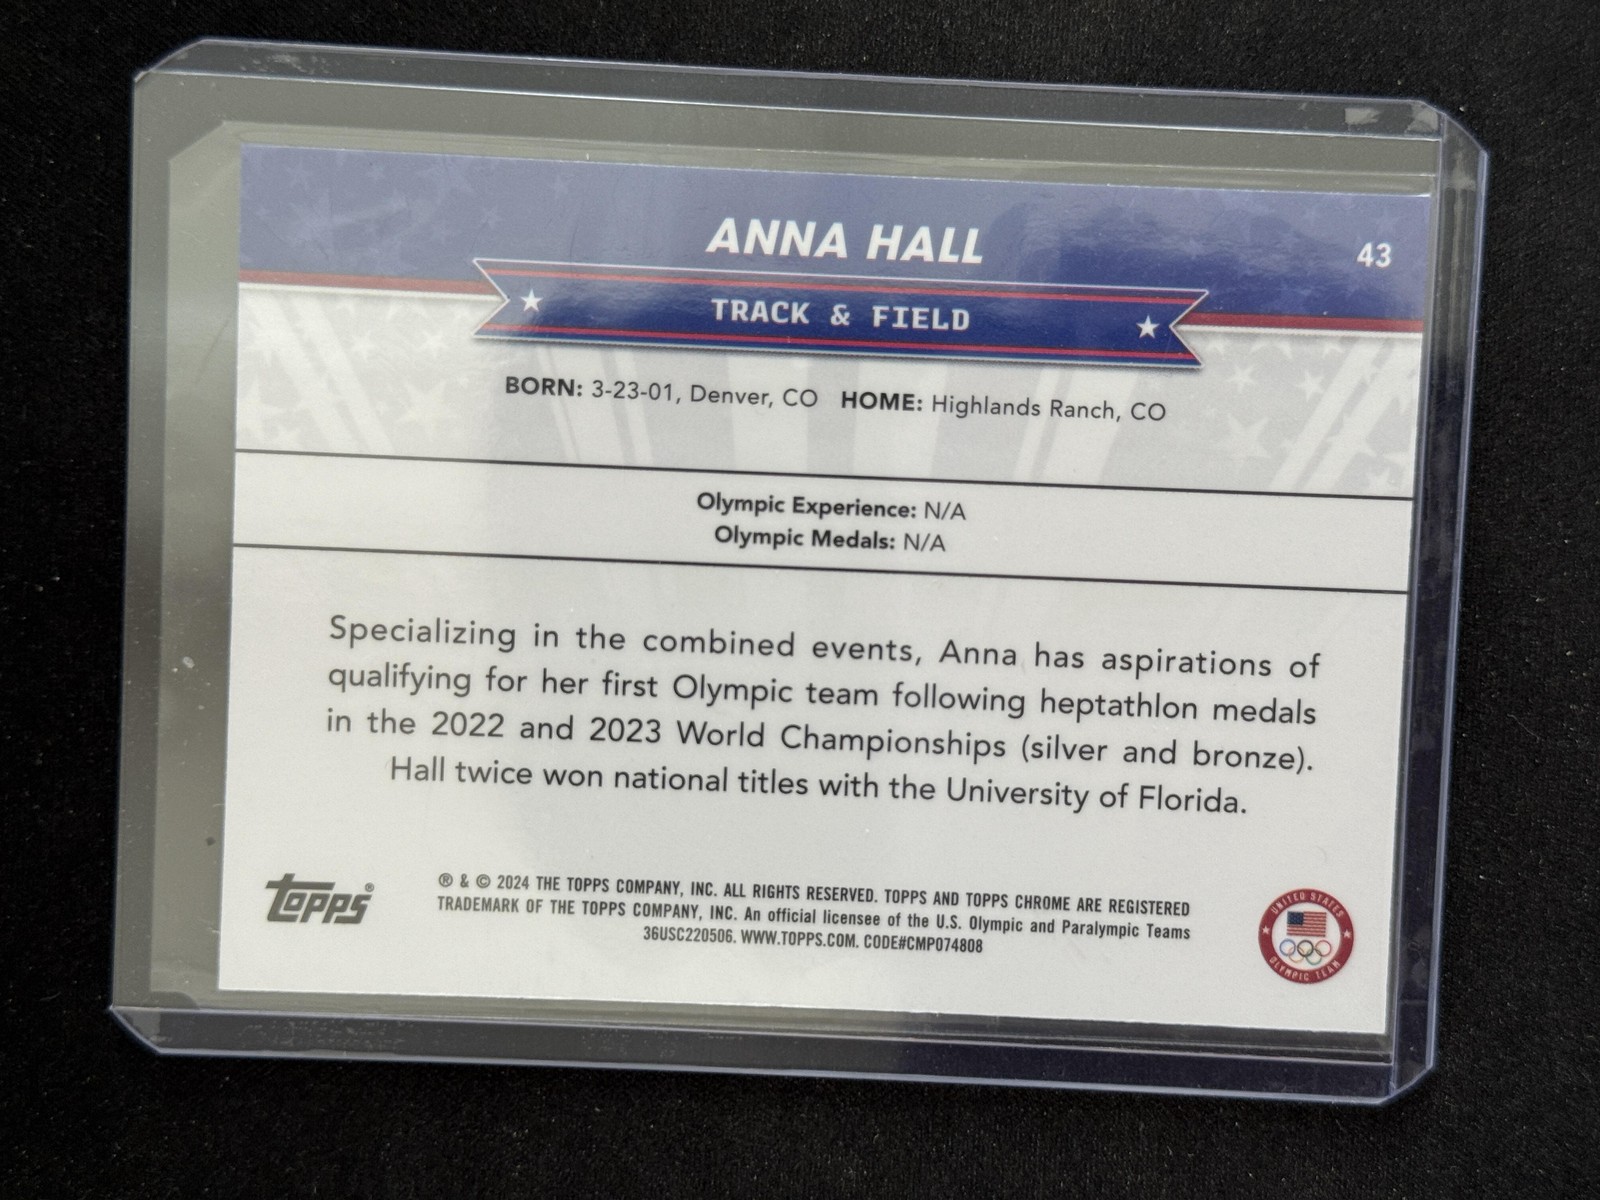 ANNA HALL
43
TRACK & FIELD
BORN: 3-23-01, Denver, CO HOME: Highlands Ranch, CO
Olympic Experience: N/A
Olympic Medals: N/A
Specializing in the combined events, Anna has aspirations of
qualifying for her first Olympic team following heptathlon medals
in the 2022 and 2023 World Championships (silver and bronze).
Hall twice won national titles with the University of Florida.
topps®
® & © 2024 THE TOPPS COMPANY, INC. ALL RIGHTS RESERVED. TOPPS AND TOPPS CHROME ARE REGISTERED
TRADEMARK OF THE TOPPS COMPANY, INC. An official licensee of the U.S. Olympic and Paralympic Teams
36USC220506. WWW.TOPPS.COM. CODE#CMP074808
UNITED STATES
OLYMPIC TEAM